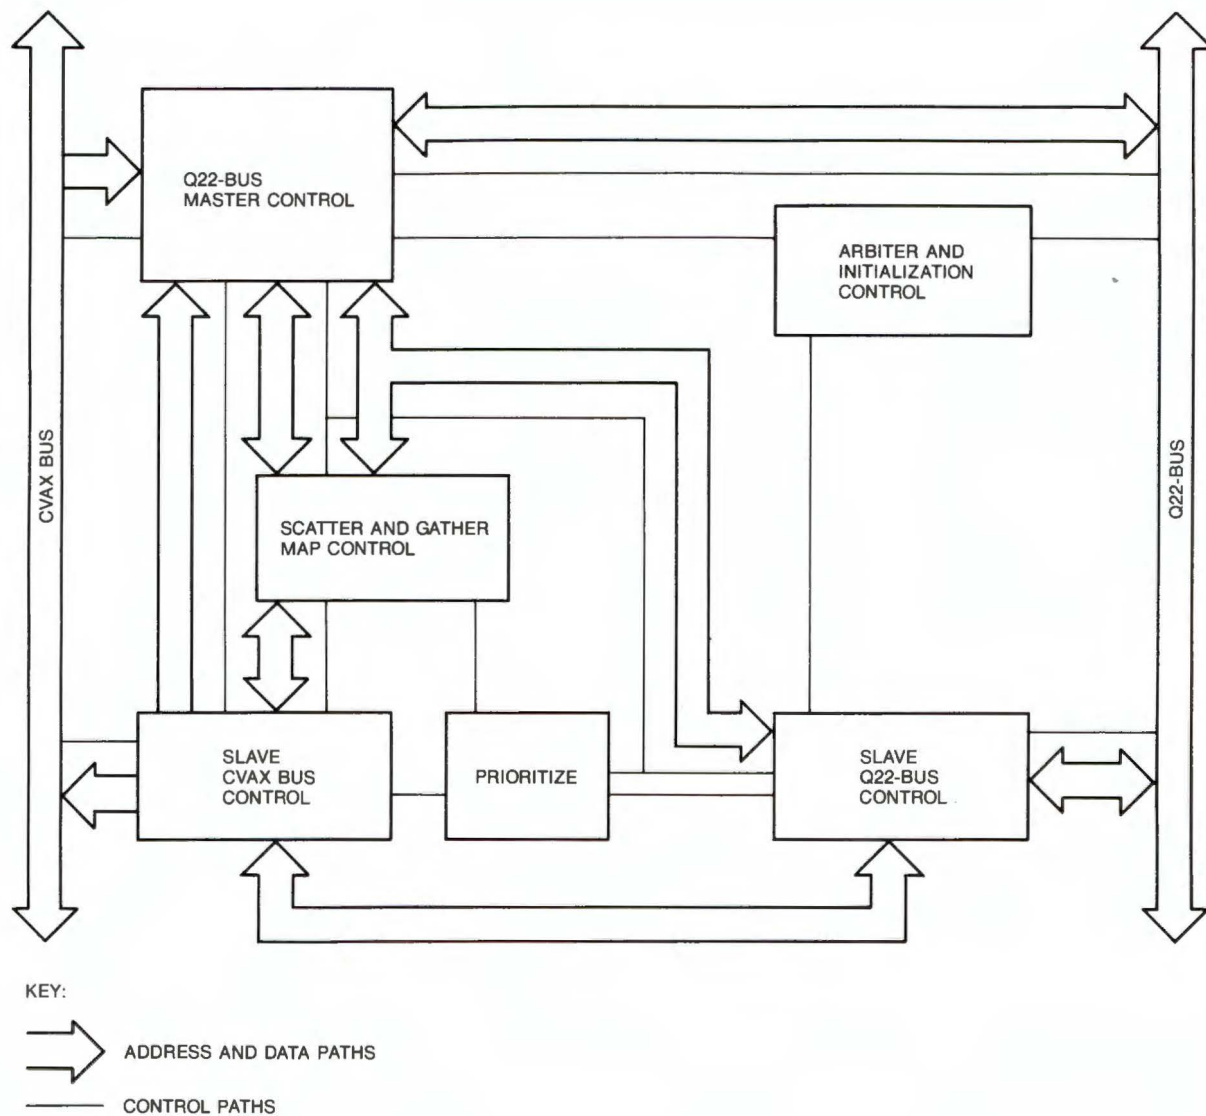 Q22-BUS
MASTER CONTROL
ARBITER AND
INITIALIZATION
CONTROL
CVAX BUS
Q22-BUS
SCATTER AND GATHER
MAP CONTROL
SLAVE
CVAX BUS
CONTROL
PRIORITIZE
SLAVE
Q22-BUS
CONTROL
KEY:
ADDRESS AND DATA PATHS
CONTROL PATHS